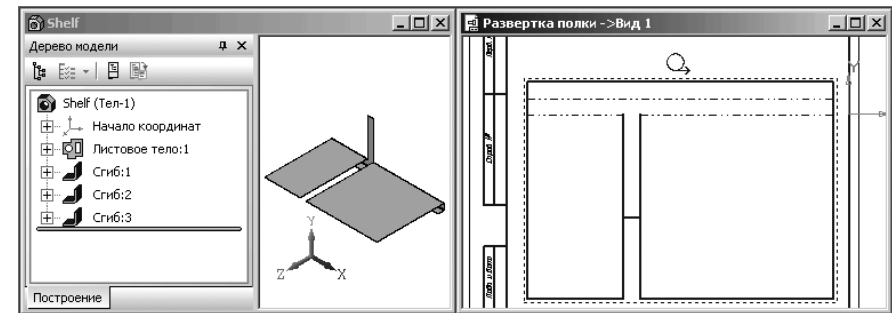 Shelf
Дерево модели
Shelf (Тел-1)
Начало координат
Листовое тело:1
Сгиб:1
Сгиб:2
Сгиб:3
Построение
Y
Z
X
Развертка полки ->Вид 1
Y